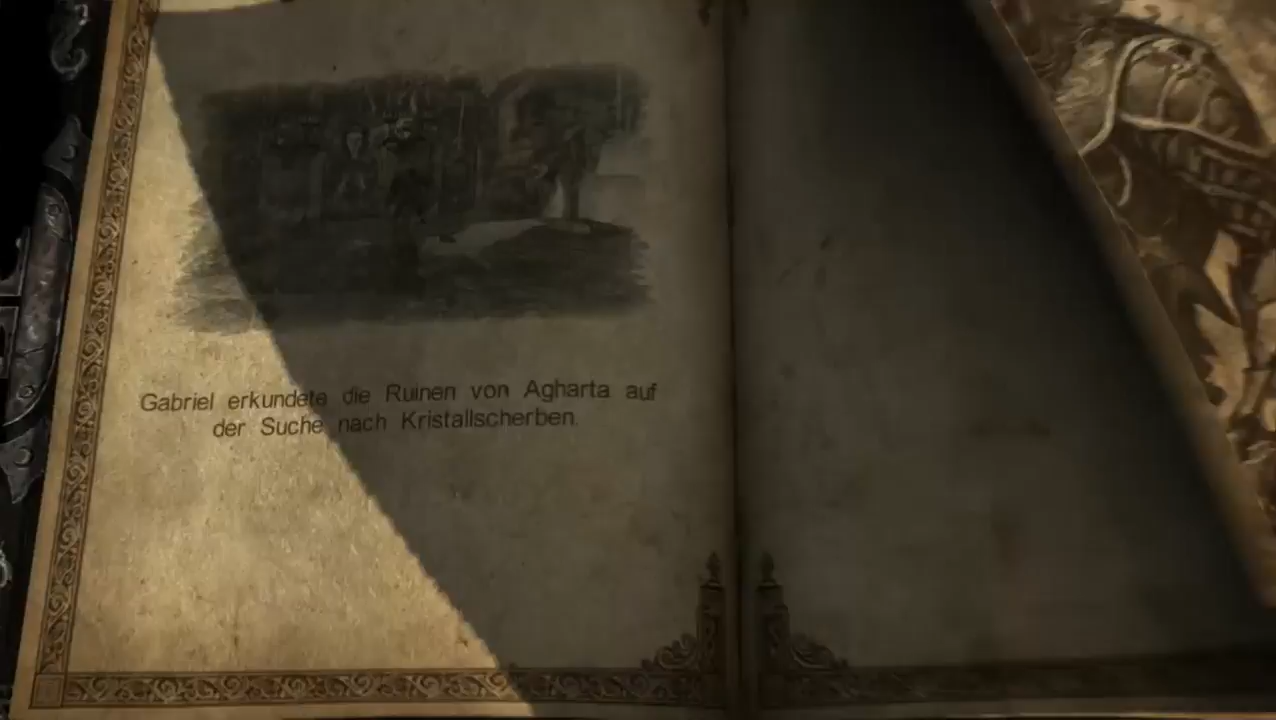 Gabriel erkundete die Ruinen von Agharta auf
der Suche nach Kristallscherben.